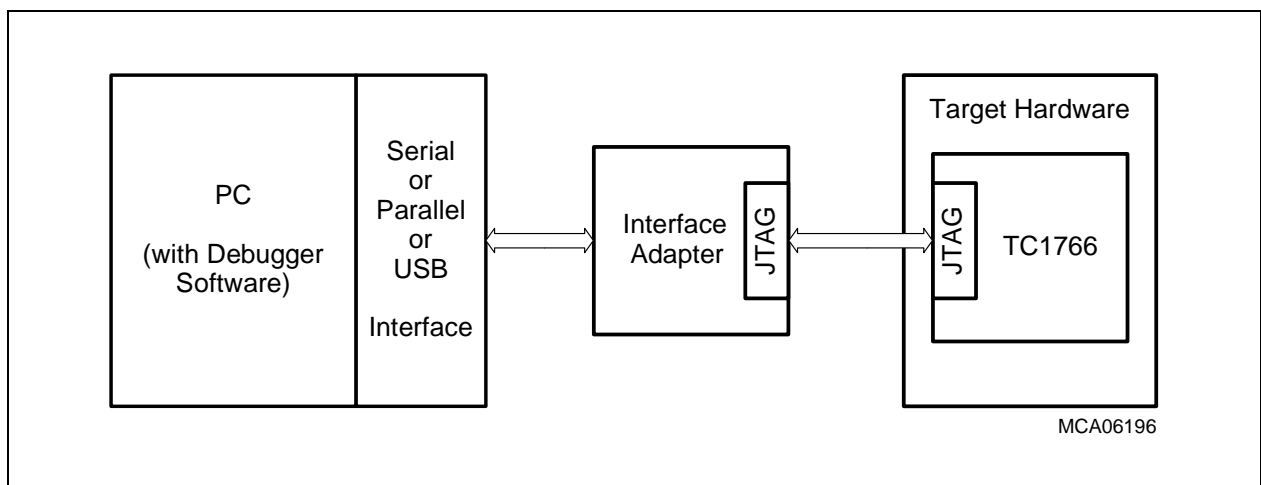 PC
(with Debugger
Software)
Serial
or
Parallel
or
USB
Interface
Interface
Adapter
JTAG
Target Hardware
JTAG
TC1766
MCA06196